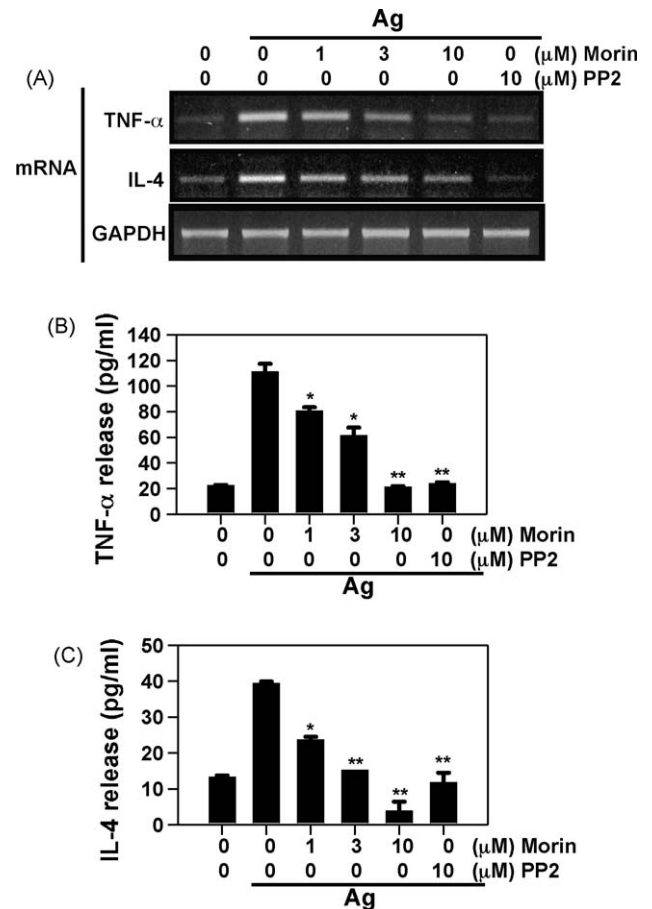 Ag
0 0 1 3 10 0 (μM) Morin
0 0 0 0 0 10 (μM) PP2
(A)
mRNA
TNF-α
IL-4
GAPDH
(B)
TNF-α release (pg/ml)
140
120
100
80
60
40
20
0
* * ** **
0 0 1 3 10 0 (μM) Morin
0 0 0 0 0 10 (μM) PP2
Ag
(C)
IL-4 release (pg/ml)
50
40
30
20
10
0
* ** ** **
0 0 1 3 10 0 (μM) Morin
0 0 0 0 0 10 (μM) PP2
Ag